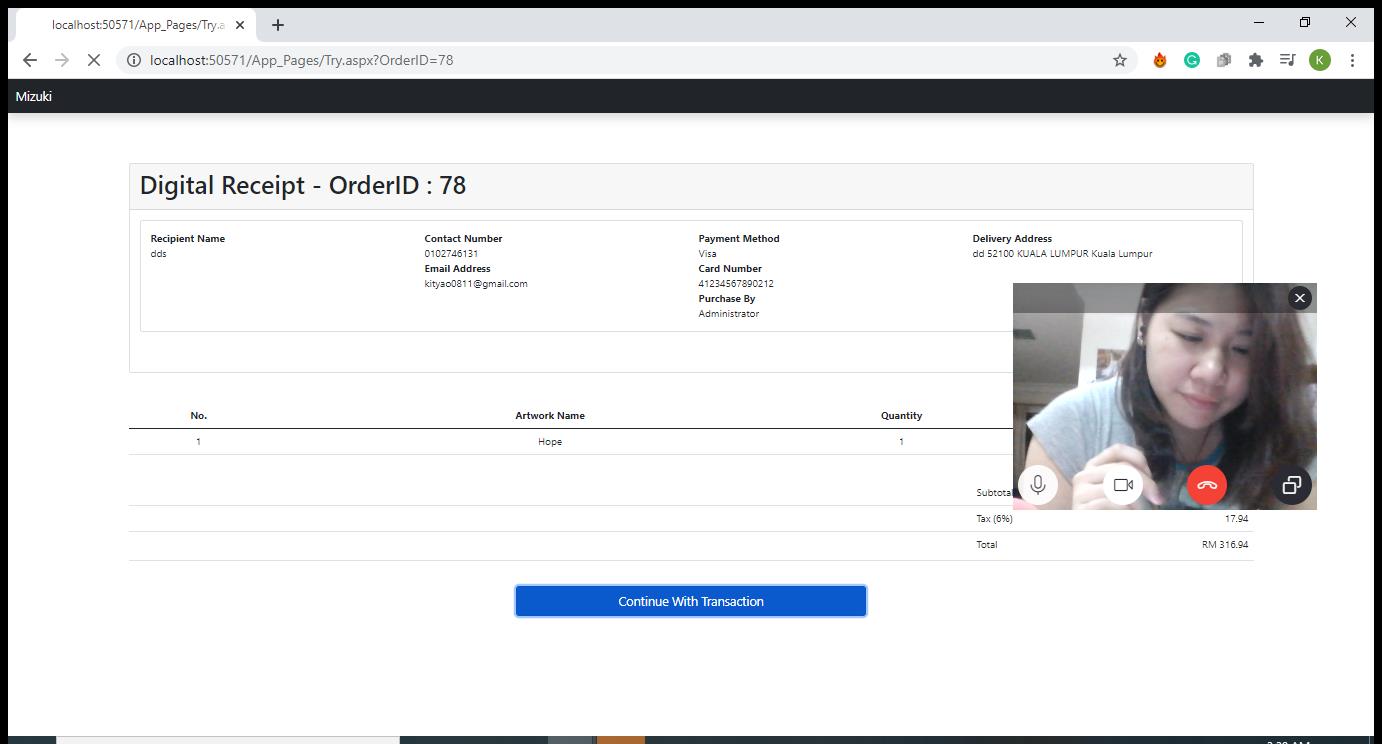 localhost:50571/App_Pages/Try.a
localhost:50571/App_Pages/Try.aspx?OrderID=78
K
Mizuki
Digital Receipt - OrderID : 78
Recipient Name
dds
Contact Number
0102746131
Email Address
kityao0811@gmail.com
Payment Method
Visa
Card Number
41234567890212
Purchase By
Administrator
Delivery Address
dd 52100 KUALA LUMPUR Kuala Lumpur
No. Artwork Name Quantity
1 Hope 1
Subtotal
Tax (6%) 17.94
Total RM 316.94
Continue With Transaction